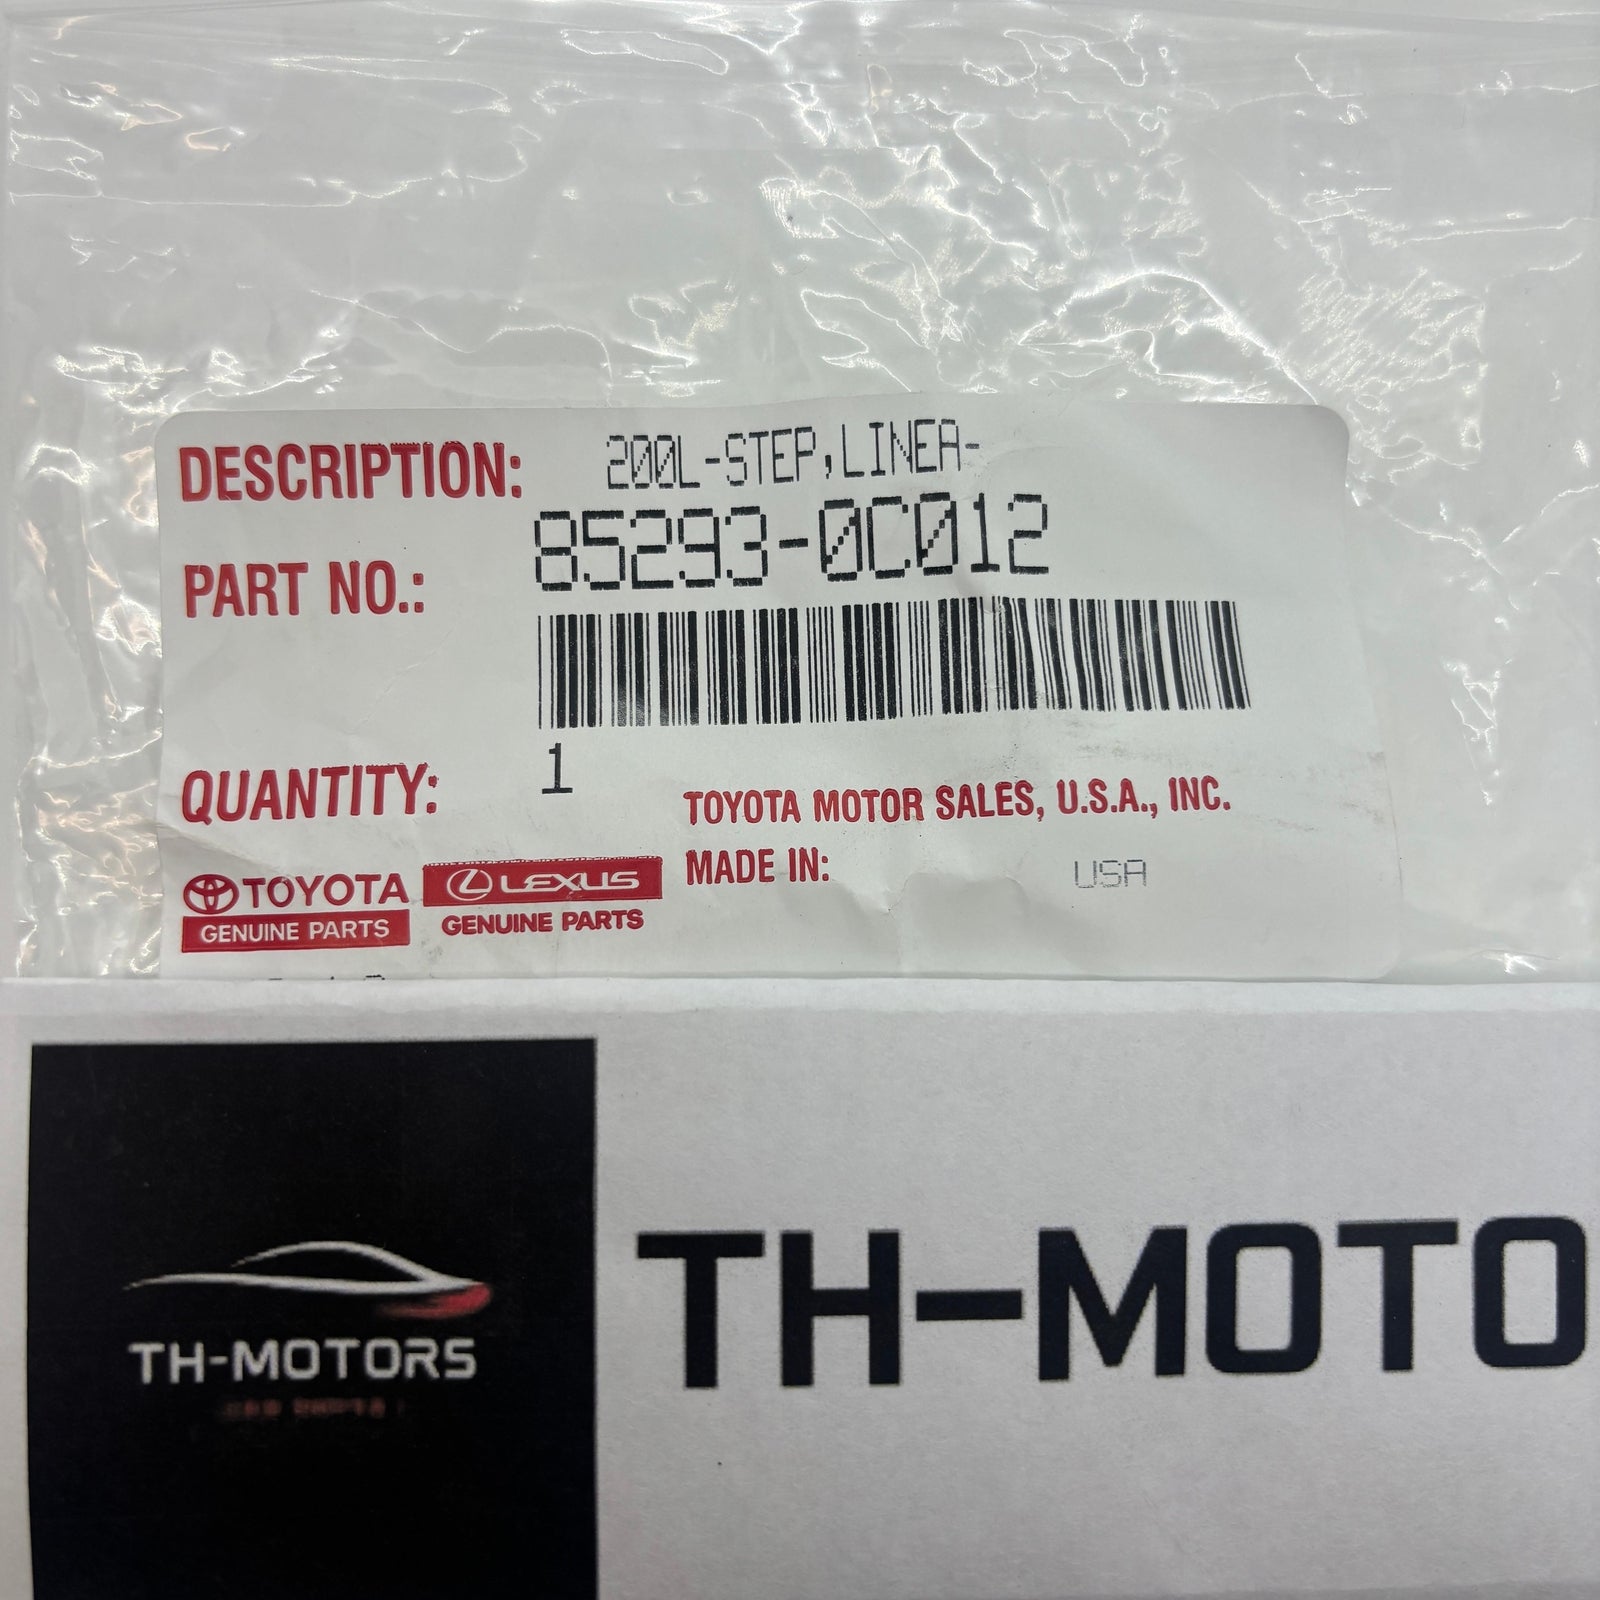 DESCRIPTION: 200L-STEP,LINEA-
PART NO.: 85293-0C012
QUANTITY: 1
TOYOTA MOTOR SALES, U.S.A., INC.
MADE IN: USA
TOYOTA
GENUINE PARTS
LEXUS
GENUINE PARTS
TH-MOTORS
TH-MOTO